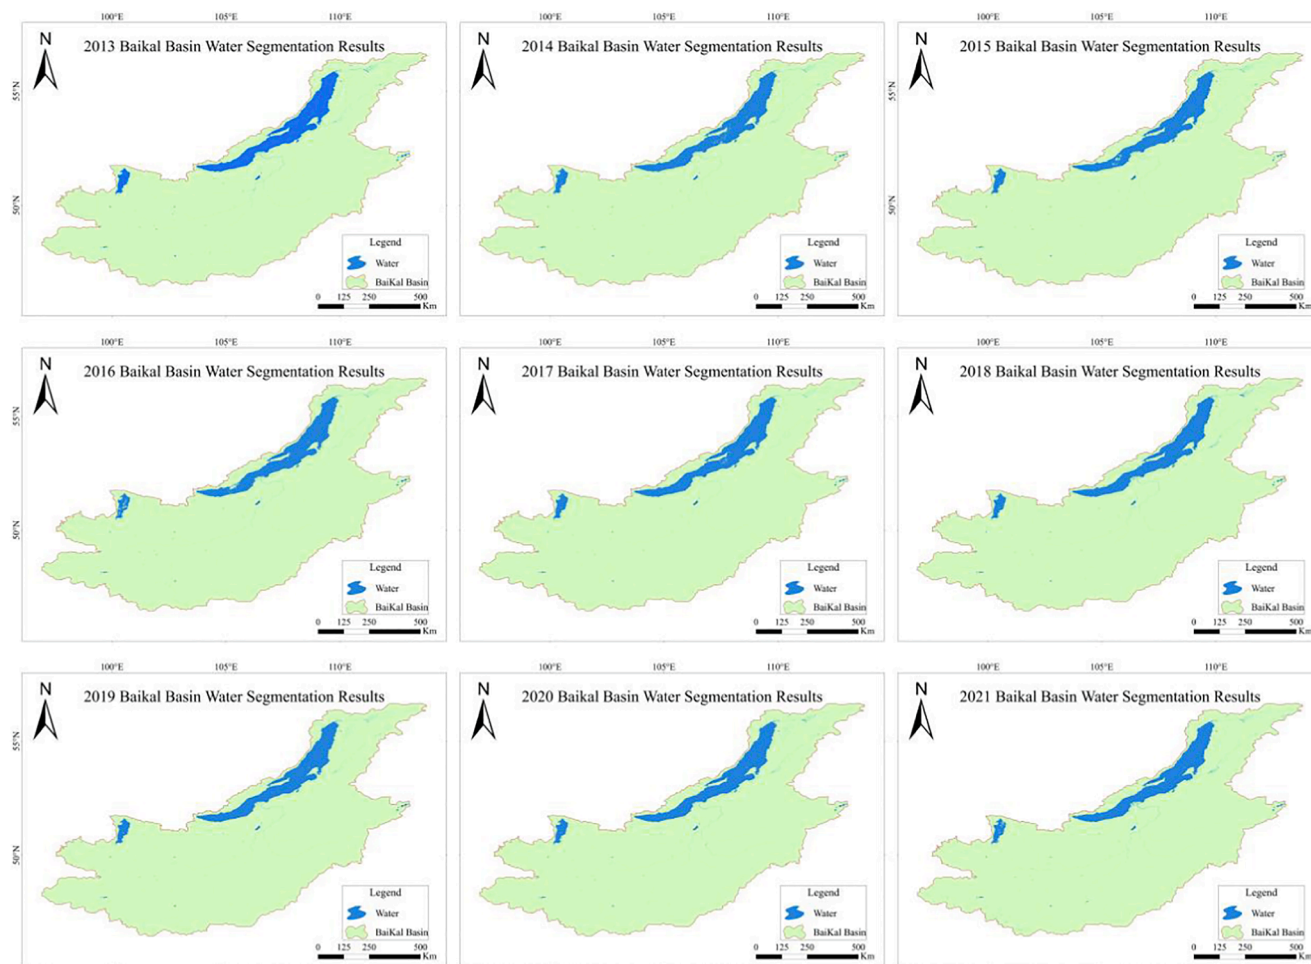 100°E 105°E 110°E
100°E 105°E 110°E
100°E 105°E 110°E
N
2013 Baikal Basin Water Segmentation Results
55°N
50°N
Legend
Water
BaiKal Basin
0 125 250 500
Km
N
2014 Baikal Basin Water Segmentation Results
Legend
Water
BaiKal Basin
0 125 250 500
Km
N
2015 Baikal Basin Water Segmentation Results
55°N
50°N
Legend
Water
BaiKal Basin
0 125 250 500
Km
100°E 105°E 110°E
100°E 105°E 110°E
100°E 105°E 110°E
N
2016 Baikal Basin Water Segmentation Results
55°N
50°N
Legend
Water
BaiKal Basin
0 125 250 500
Km
N
2017 Baikal Basin Water Segmentation Results
Legend
Water
BaiKal Basin
0 125 250 500
Km
N
2018 Baikal Basin Water Segmentation Results
Legend
Water
BaiKal Basin
0 125 250 500
Km
100°E 105°E 110°E
100°E 105°E 110°E
100°E 105°E 110°E
N
2019 Baikal Basin Water Segmentation Results
55°N
50°N
Legend
Water
BaiKal Basin
0 125 250 500
Km
N
2020 Baikal Basin Water Segmentation Results
Legend
Water
BaiKal Basin
0 125 250 500
Km
N
2021 Baikal Basin Water Segmentation Results
Legend
Water
BaiKal Basin
0 125 250 500
Km